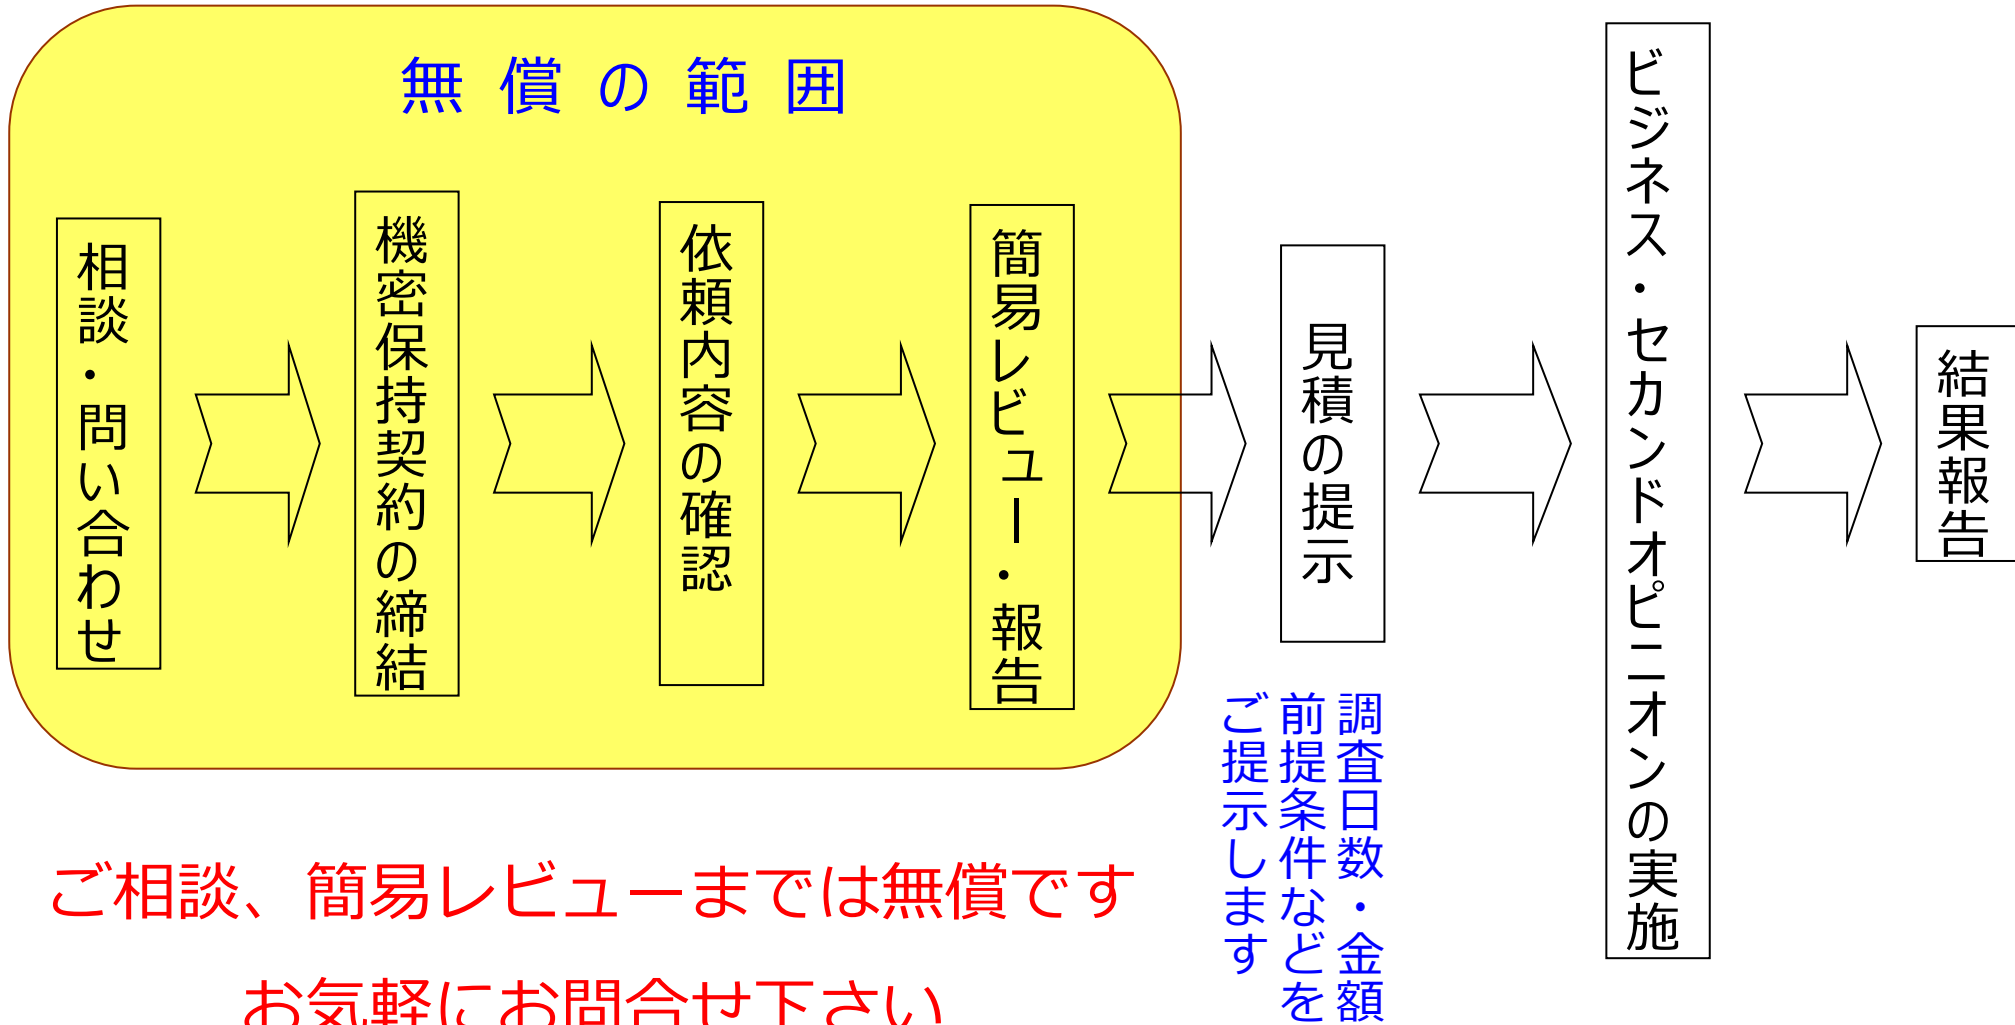 無償の範囲
相談・問い合わせ
機密保持契約の締結
依頼内容の確認
簡易レビュー・報告
見積の提示
ビジネス・セカンドオピニオンの実施
結果報告
調査日数・金額
前提条件などを
ご提示します
ご相談、簡易レビューまでは無償です
お気軽にお問合せ下さい